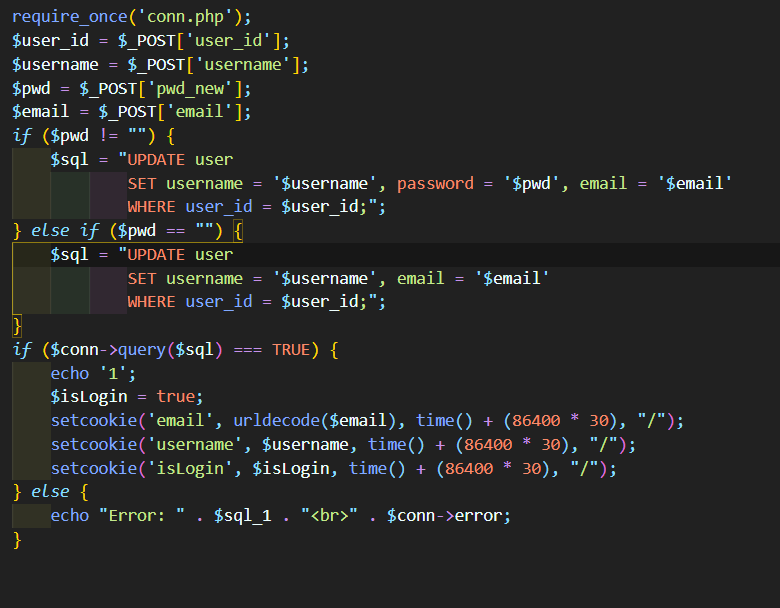 require_once('conn.php');
$user_id = $_POST['user_id'];
$username = $_POST['username'];
$pwd = $_POST['pwd_new'];
$email = $_POST['email'];
if ($pwd != "") {
    $sql = "UPDATE user
            SET username = '$username', password = '$pwd', email = '$email'
            WHERE user_id = $user_id;";
} else if ($pwd == "") {
    $sql = "UPDATE user
            SET username = '$username', email = '$email'
            WHERE user_id = $user_id;";
}
if ($conn->query($sql) === TRUE) {
    echo '1';
    $isLogin = true;
    setcookie('email', urldecode($email), time() + (86400 * 30), "/");
    setcookie('username', $username, time() + (86400 * 30), "/");
    setcookie('isLogin', $isLogin, time() + (86400 * 30), "/");
} else {
    echo "Error: " . $sql_1 . "<br>" . $conn->error;
}